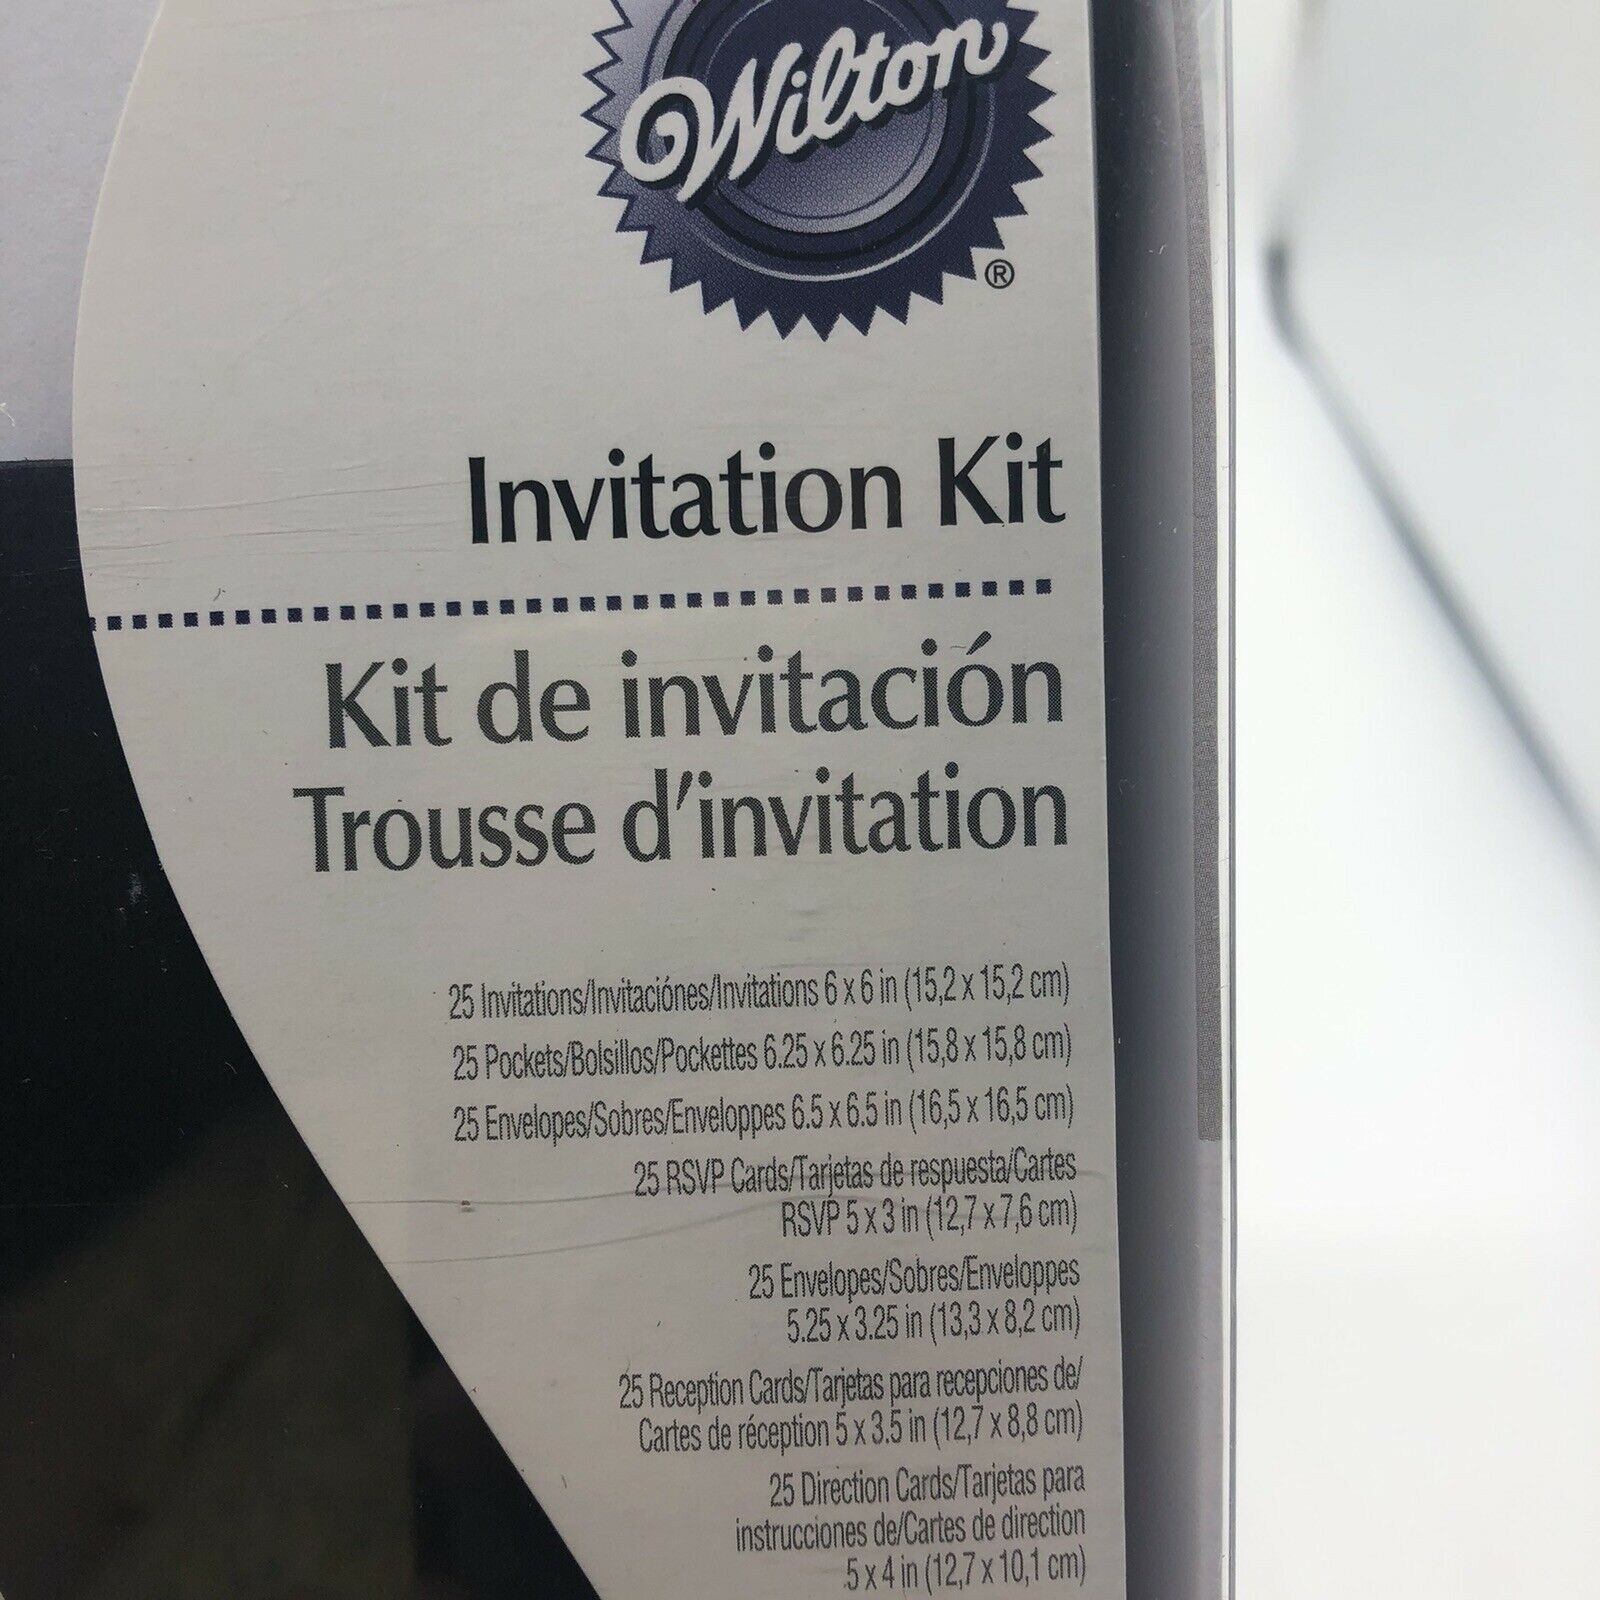 Wilton
®
Invitation Kit
Kit de invitación
Trousse d'invitation
25 Invitations/Invitaciónes/Invitations 6 x 6 in (15,2 x 15,2 cm)
25 Pockets/Bolsillos/Pockettes 6.25 x 6.25 in (15,8 x 15,8 cm)
25 Envelopes/Sobres/Enveloppes 6.5 x 6.5 in (16,5 x 16,5 cm)
25 RSVP Cards/Tarjetas de respuesta/Cartes
RSVP 5 x 3 in (12,7 x 7,6 cm)
25 Envelopes/Sobres/Enveloppes
5.25 x 3.25 in (13,3 x 8,2 cm)
25 Reception Cards/Tarjetas para recepciones de/
Cartes de réception 5 x 3.5 in (12,7 x 8,8 cm)
25 Direction Cards/Tarjetas para
instrucciones de/Cartes de direction
5 x 4 in (12,7 x 10,1 cm)